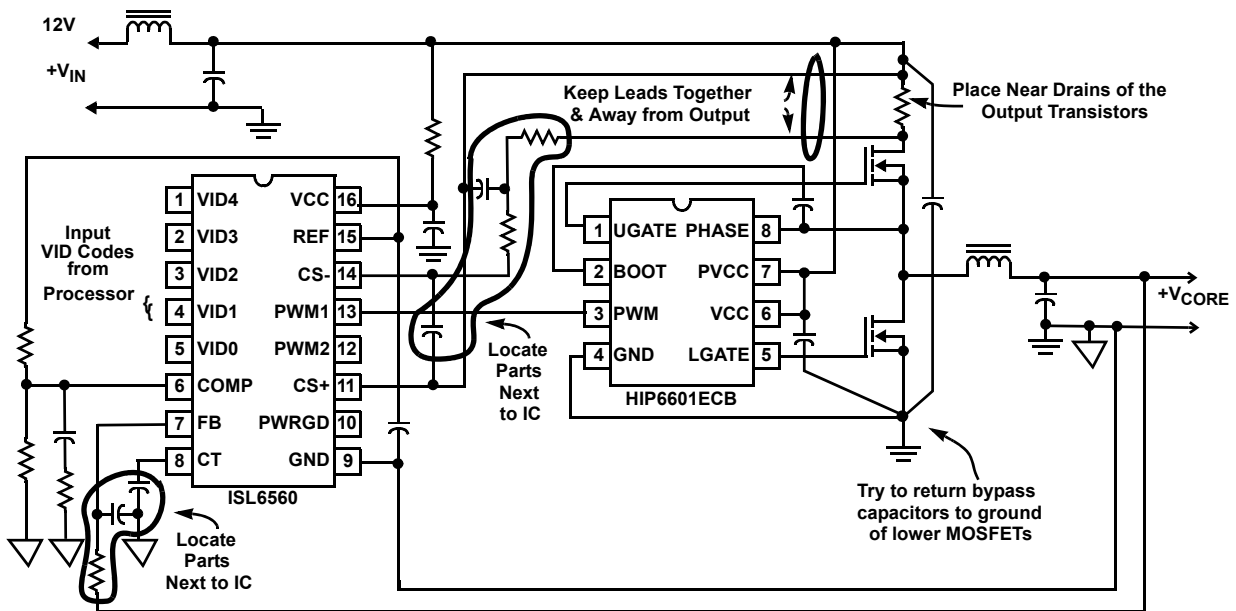 12V
+VIN
Keep Leads Together
& Away from Output
Place Near Drains of the
Output Transistors
Input
VID Codes
from
Processor
1 VID4
2 VID3
3 VID2
4 VID1
5 VID0
6 COMP
7 FB
8 CT
VCC 16
REF 15
CS- 14
PWM1 13
PWM2 12
CS+ 11
PWRGD 10
GND 9
ISL6560
Locate
Parts
Next
to IC
1 UGATE
2 BOOT
3 PWM
4 GND
PHASE 8
PVCC 7
VCC 6
LGATE 5
HIP6601ECB
+VCORE
Try to return bypass
capacitors to ground
of lower MOSFETs
Locate
Parts
Next to IC